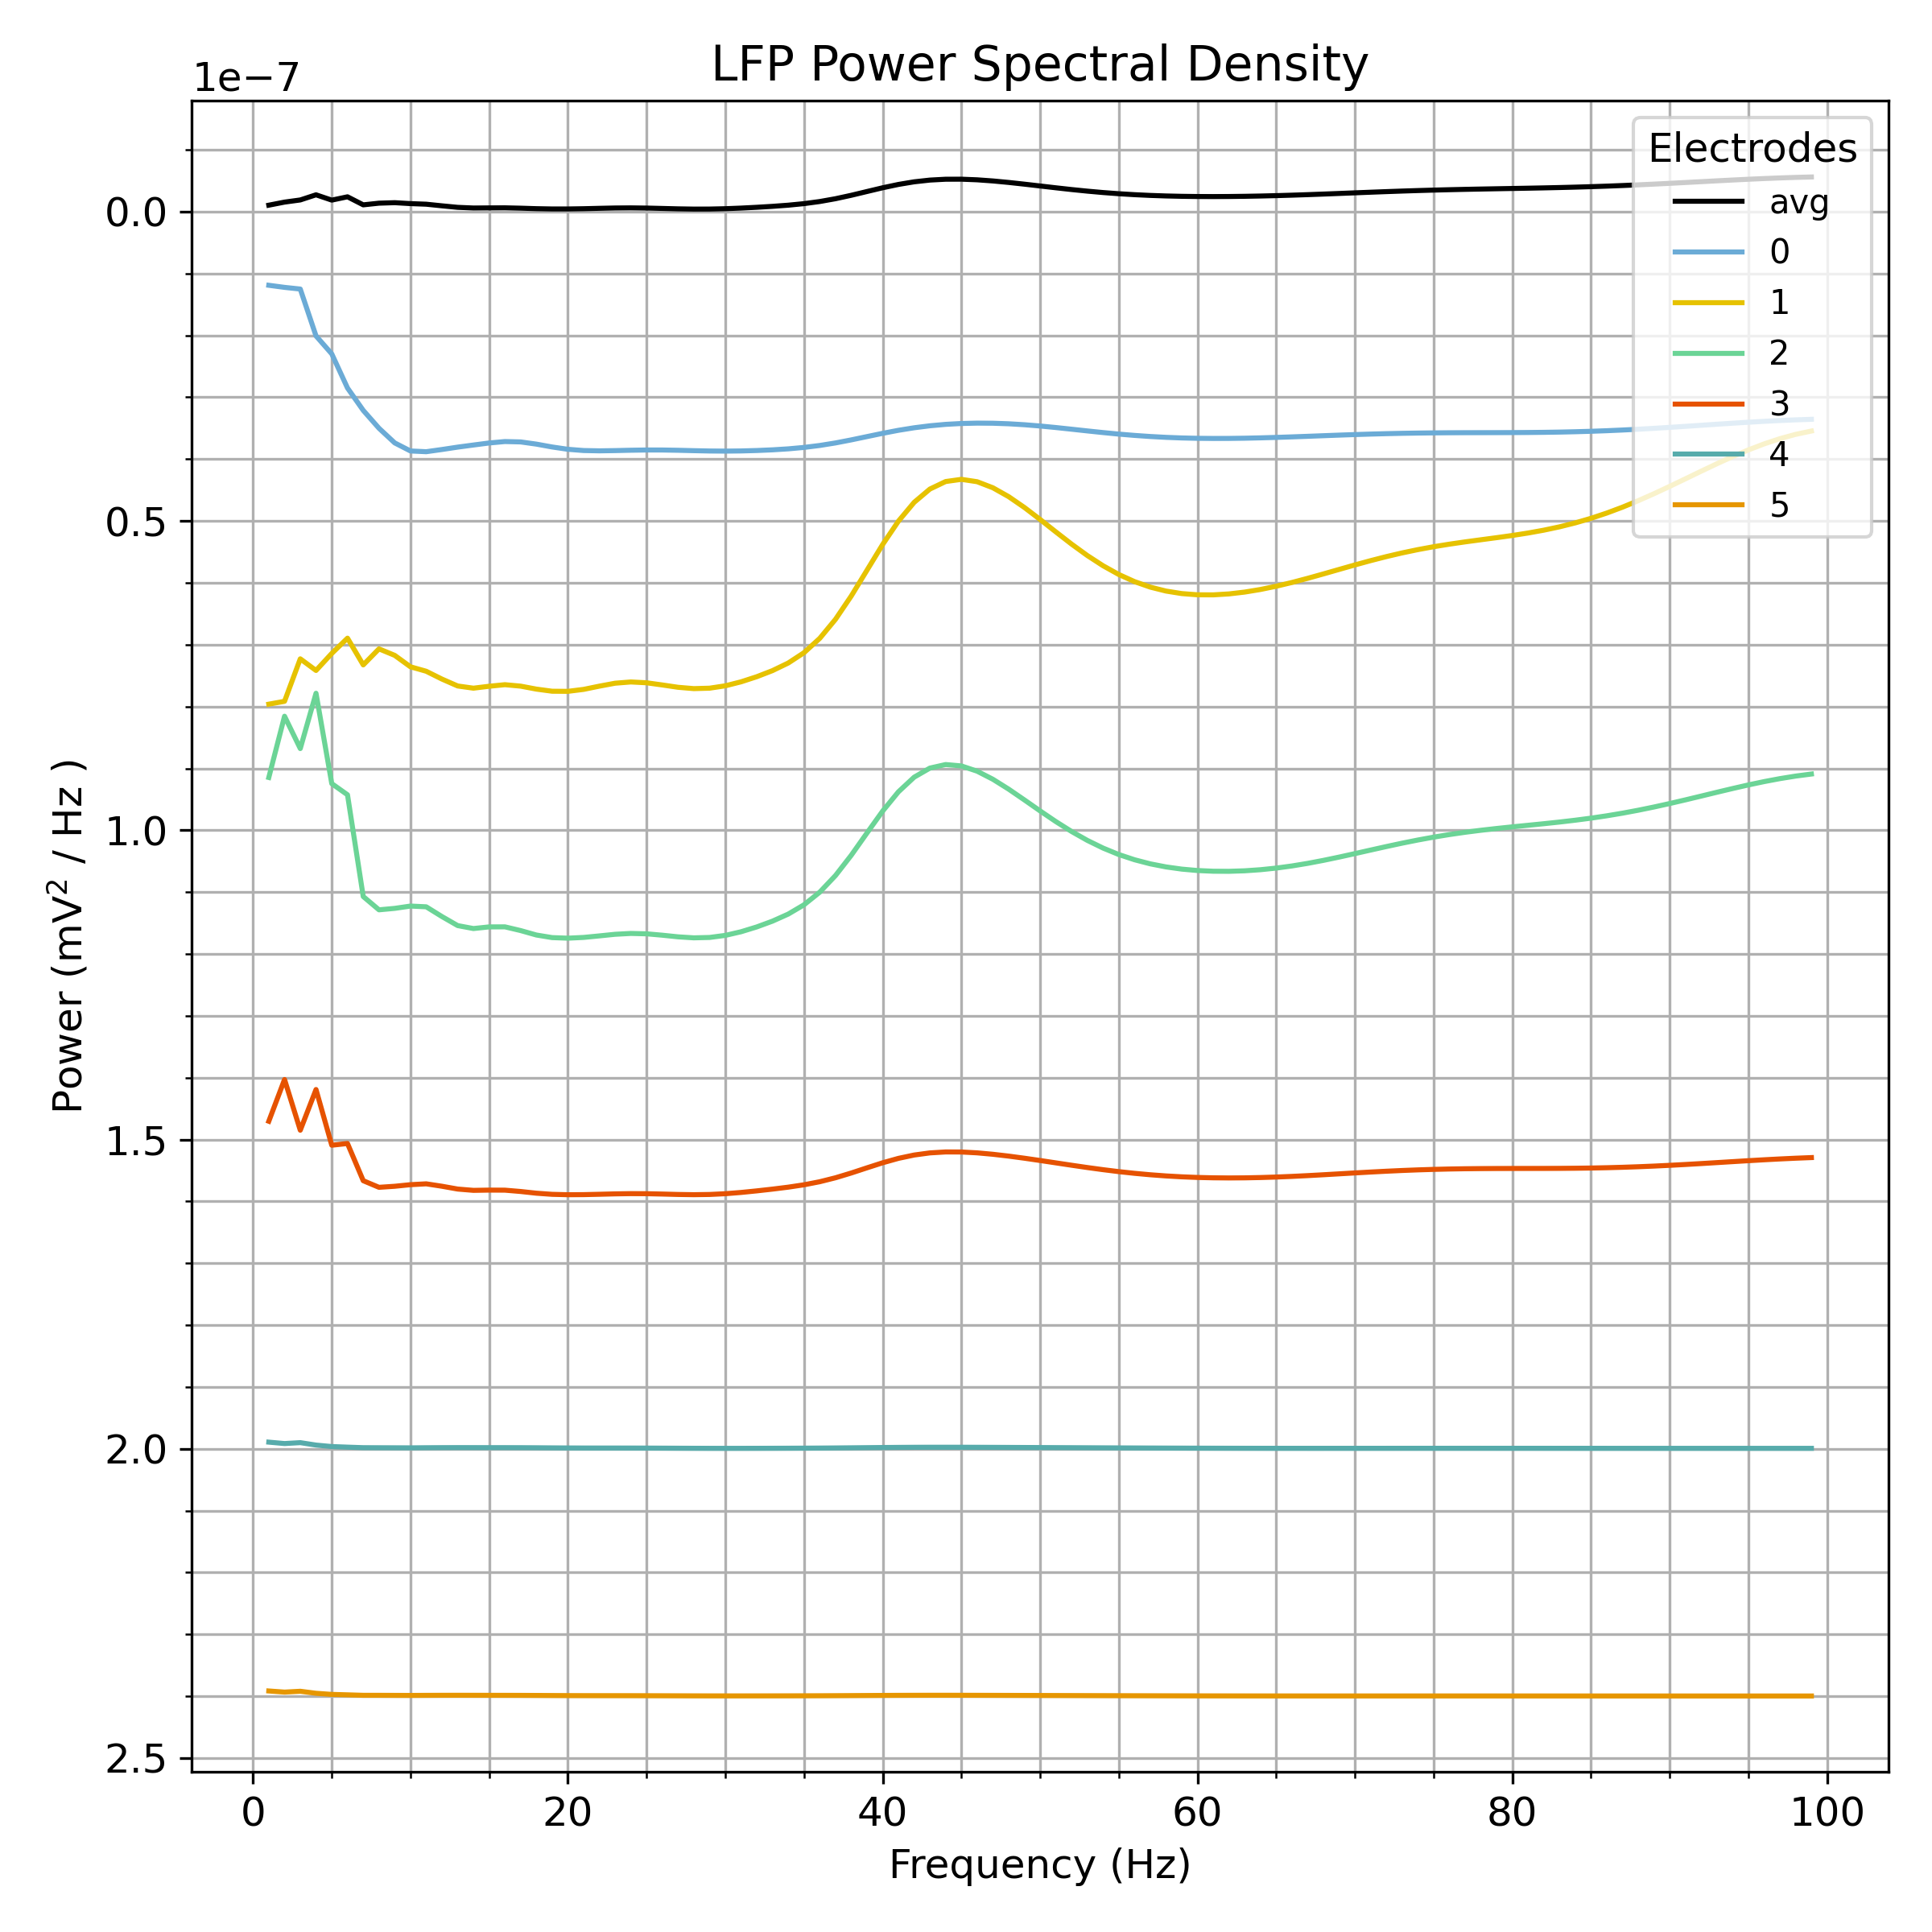 LFP Power Spectral Density
1e−7
Electrodes
avg
0
1
2
3
4
5
0.0
0.5
1.0
1.5
2.0
2.5
Power (mV² / Hz )
0 20 40 60 80 100
Frequency (Hz)